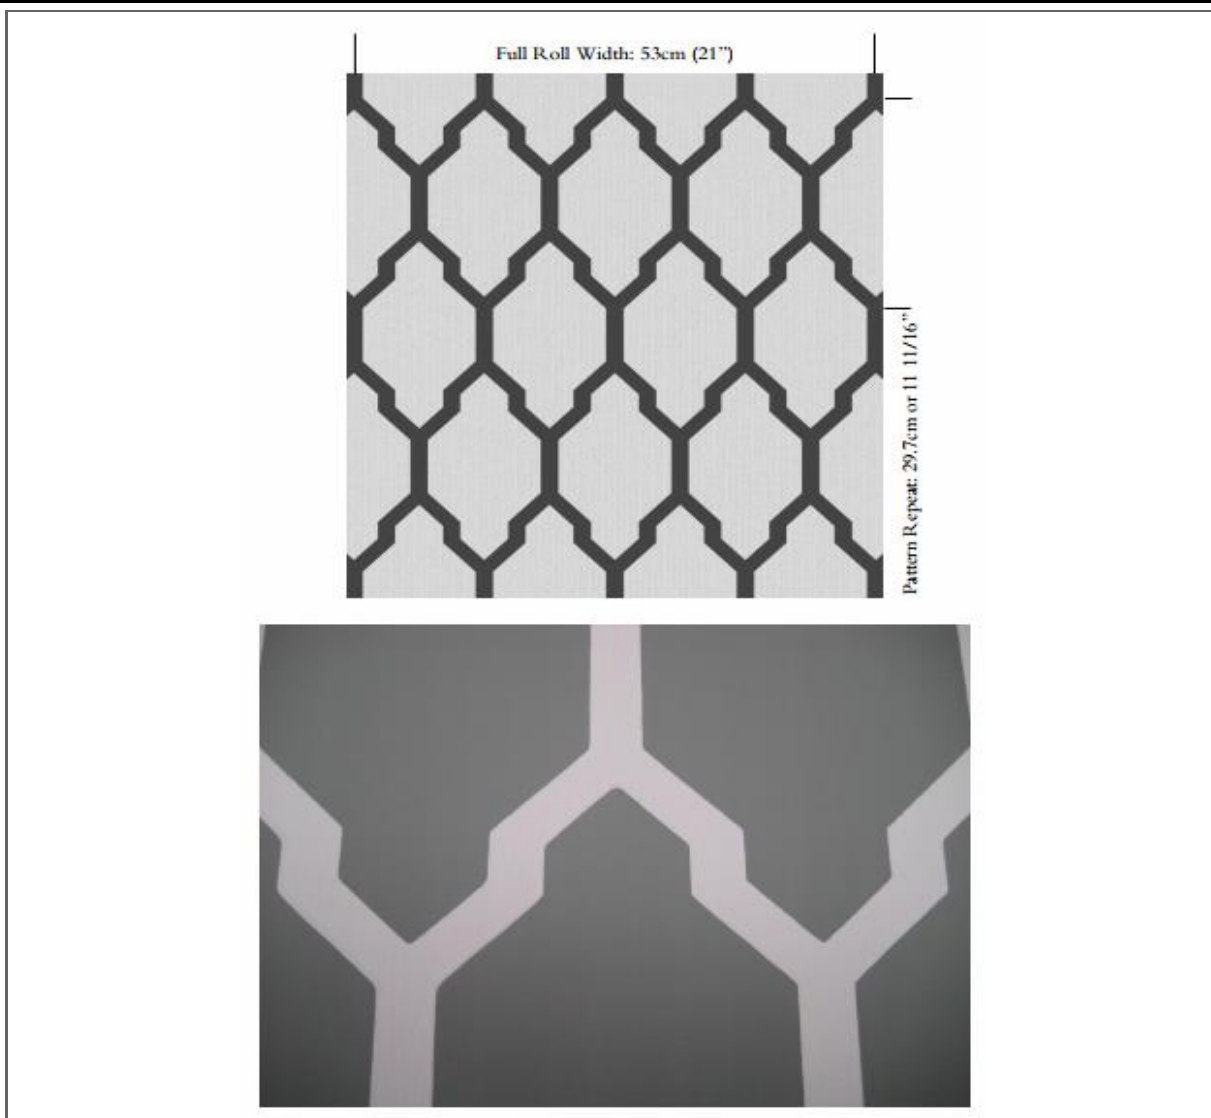 Full Roll Width: 53cm (21”)
Pattern Repeat: 29.7cm or 11 11/16”